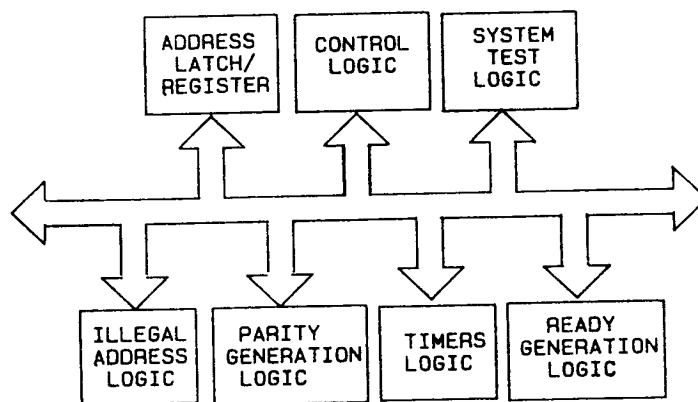 ADDRESS
LATCH/
REGISTER
CONTROL
LOGIC
SYSTEM
TEST
LOGIC
ILLEGAL
ADDRESS
LOGIC
PARITY
GENERATION
LOGIC
TIMERS
LOGIC
READY
GENERATION
LOGIC